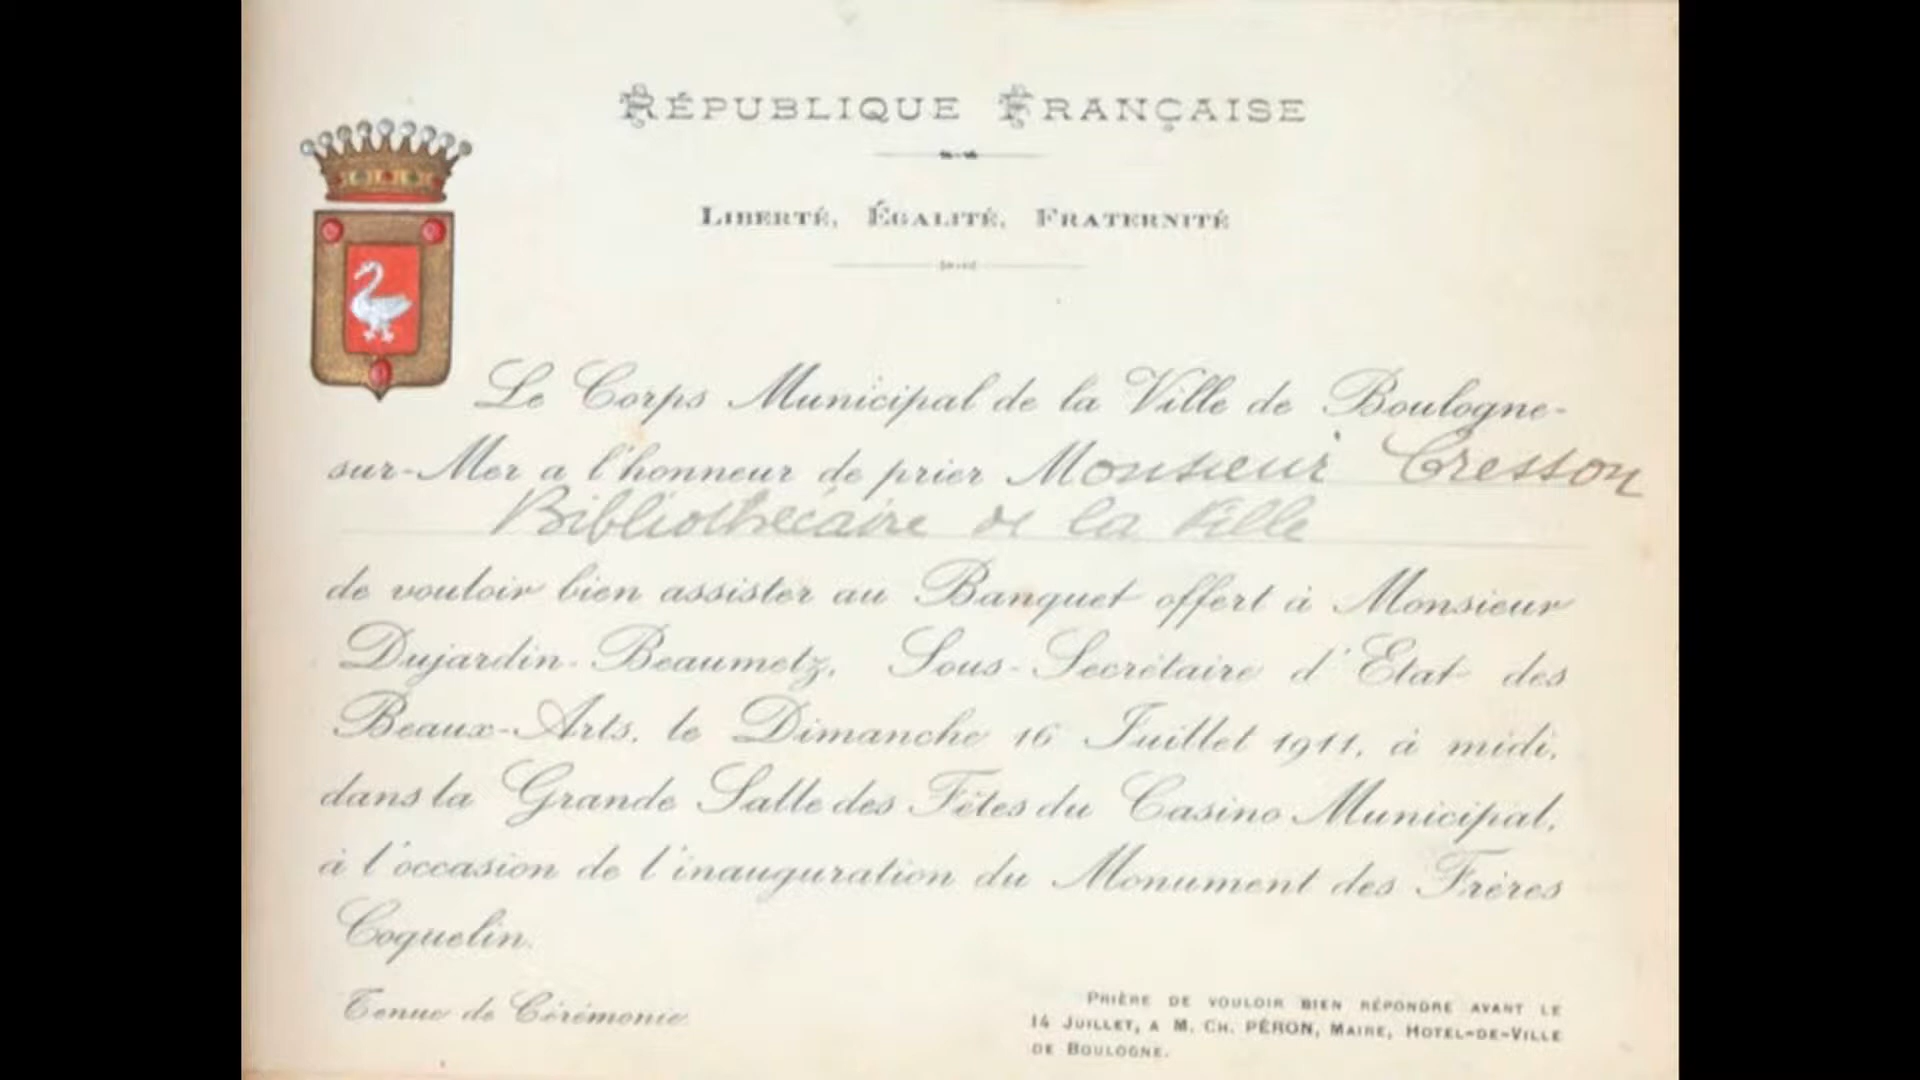 RÉPUBLIQUE FRANÇAISE
LIBERTÉ, ÉGALITÉ, FRATERNITÉ
Le Corps Municipal de la Ville de Boulogne-
sur-Mer a l'honneur de prier Monsieur Cresson
Bibliothécaire de la Ville
de vouloir bien assister au Banquet offert à Monsieur
Dujardin-Beaumetz, Sous-Secrétaire d'Etat des
Beaux-Arts, le Dimanche 16 Juillet 1911, à midi,
dans la Grande Salle des Fêtes du Casino Municipal,
à l'occasion de l'inauguration du Monument des Frères
Coquelin.
Tenue de Cérémonie
PRIÈRE DE VOULOIR BIEN RÉPONDRE AVANT LE
14 JUILLET, A M. CH. PÉRON, MAIRE, HOTEL-DE-VILLE
DE BOULOGNE.